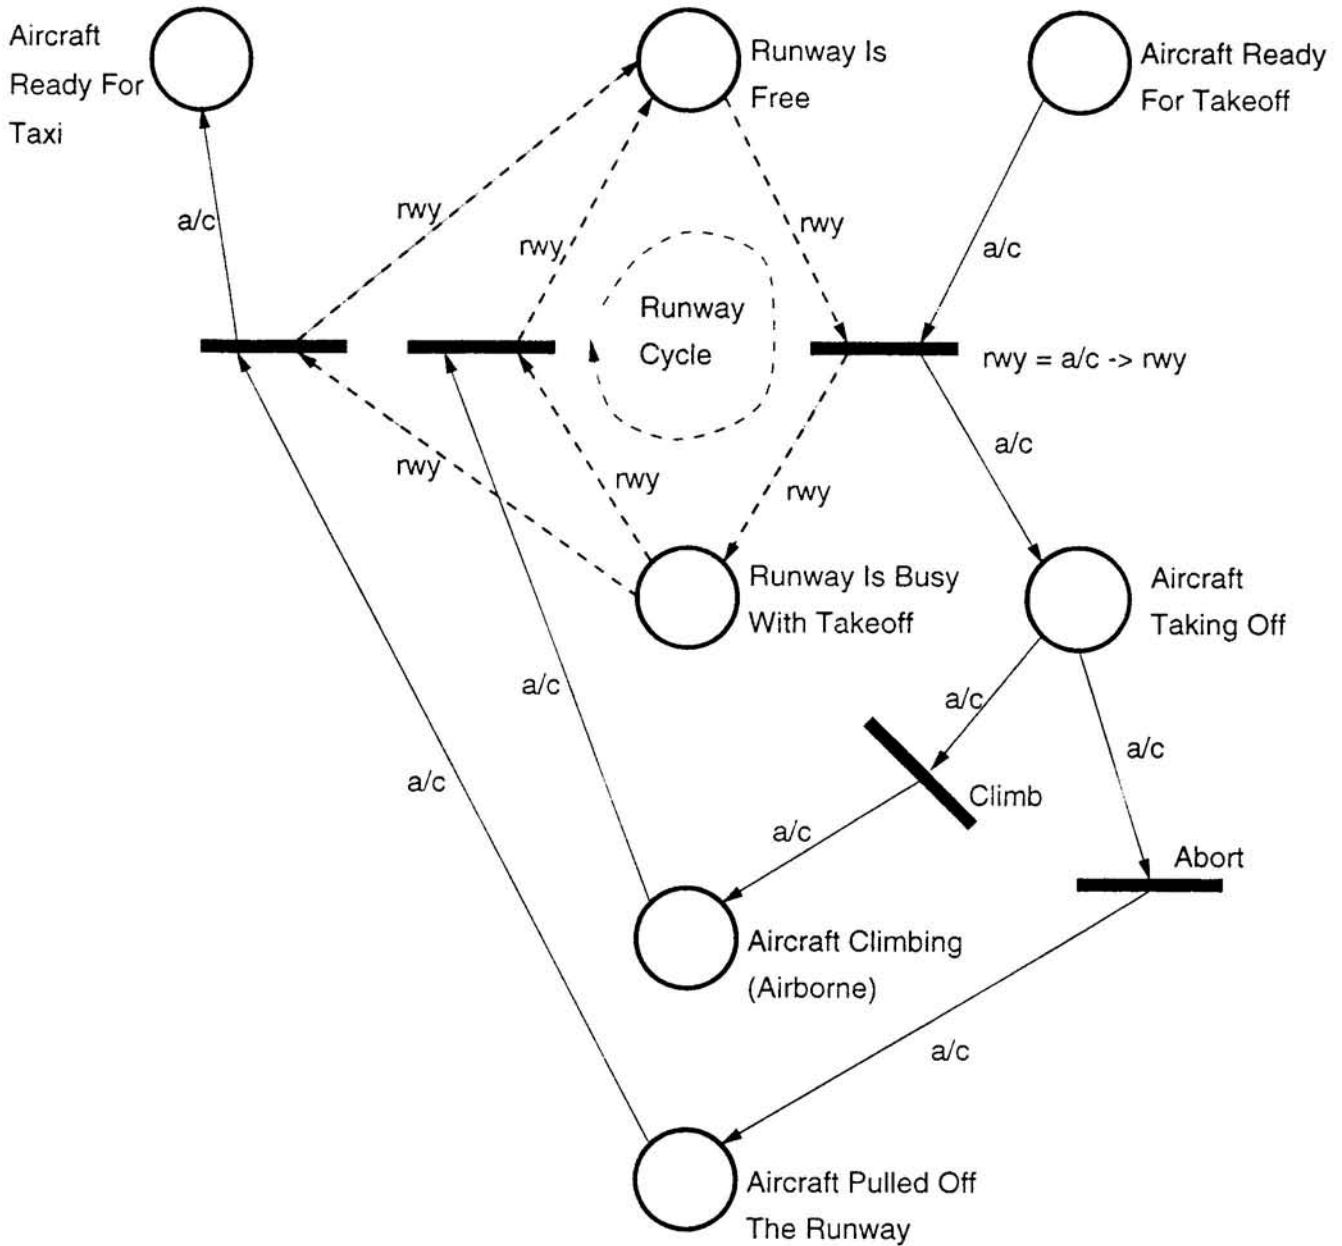 Aircraft
Ready For
Taxi
Runway Is
Free
Aircraft Ready
For Takeoff
rwy
a/c
rwy
rwy
a/c
Runway
Cycle
rwy = a/c -> rwy
a/c
rwy
rwy
rwy
Runway Is Busy
With Takeoff
Aircraft
Taking Off
a/c
a/c
a/c
a/c
Climb
a/c
Abort
Aircraft Climbing
(Airborne)
a/c
Aircraft Pulled Off
The Runway